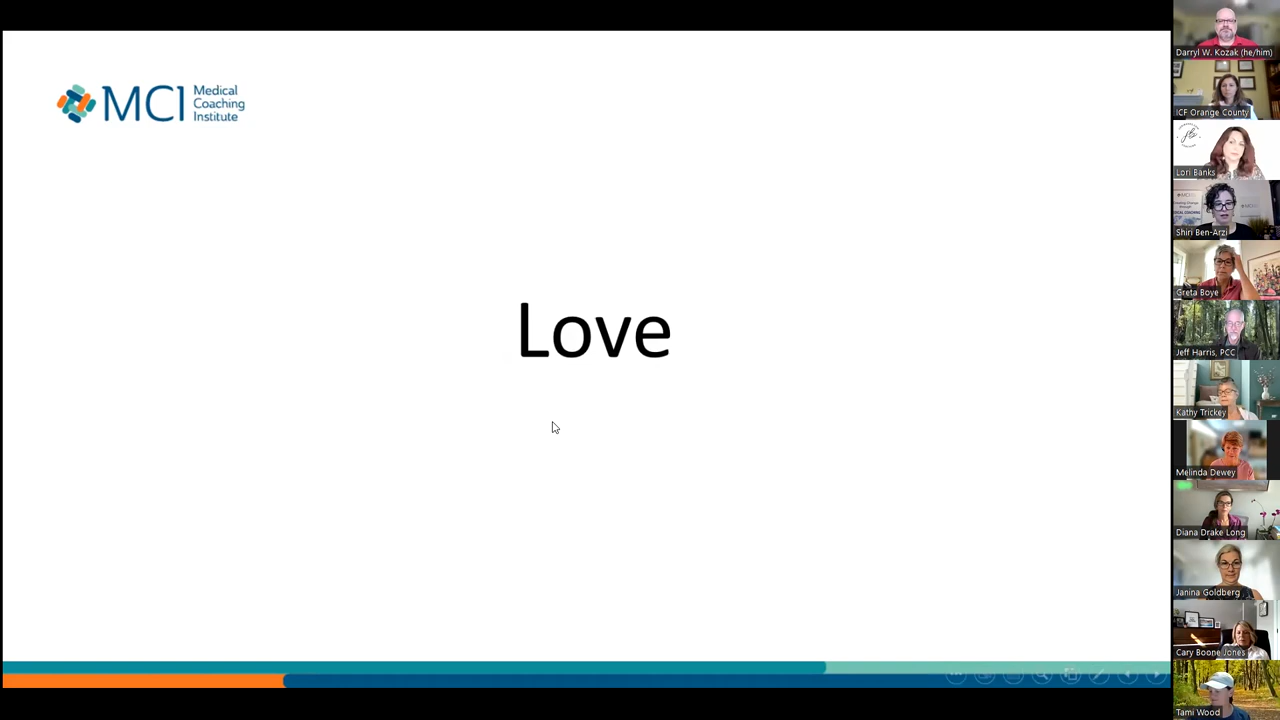 MCI
Medical
Coaching
Institute
Love
Darryl W. Kozak (he/him)
ICF Orange County
Lori Banks
Shiri Ben-Arzi
Greta Boye
Jeff Harris, PCC
Kathy Trickey
Melinda Dewey
Diana Drake Long
Janina Goldberg
Cary Boone Jones
Tami Wood